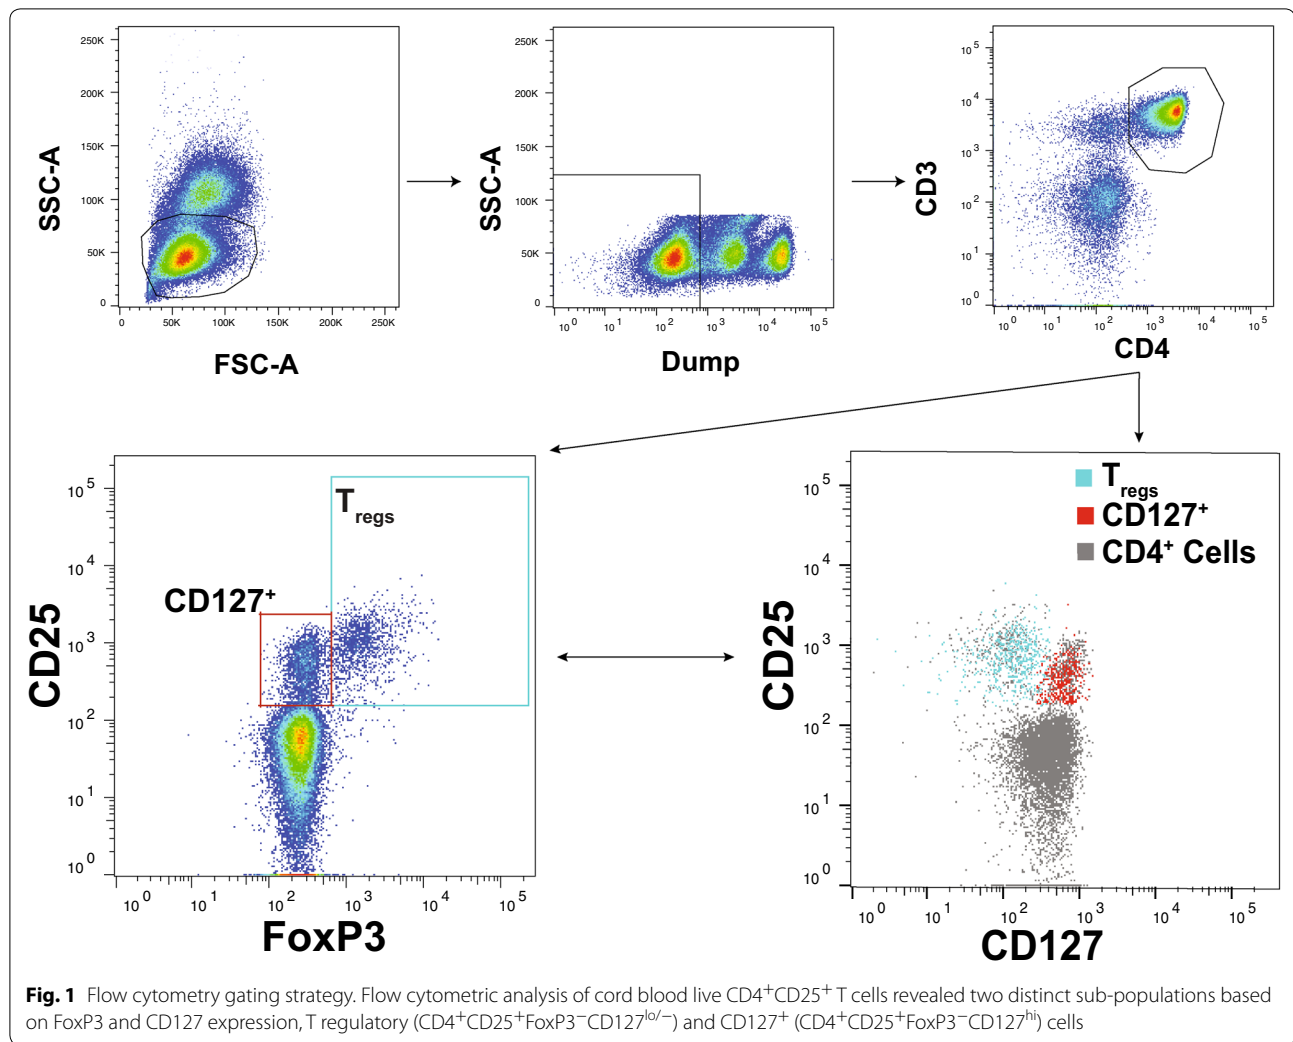 250K
200K
150K
100K
50K
0
SSC-A
0 50K 100K 150K 200K 250K
FSC-A
250K
200K
150K
100K
50K
0
SSC-A
10^0 10^1 10^2 10^3 10^4 10^5
Dump
10^5
10^4
10^3
10^2
10^1
10^0
CD3
10^0 10^1 10^2 10^3 10^4 10^5
CD4
T_regs
CD127^+
10^5
10^4
10^3
10^2
10^1
10^0
CD25
10^0 10^1 10^2 10^3 10^4 10^5
FoxP3
T_regs
CD127^+
CD4^+ Cells
10^5
10^4
10^3
10^2
10^1
10^0
CD25
10^0 10^1 10^2 10^3 10^4 10^5
CD127
Fig. 1 Flow cytometry gating strategy. Flow cytometric analysis of cord blood live CD4^+CD25^+ T cells revealed two distinct sub-populations based
on FoxP3 and CD127 expression, T regulatory (CD4^+CD25^+FoxP3^−CD127^lo/−) and CD127^+ (CD4^+CD25^+FoxP3^−CD127^hi) cells